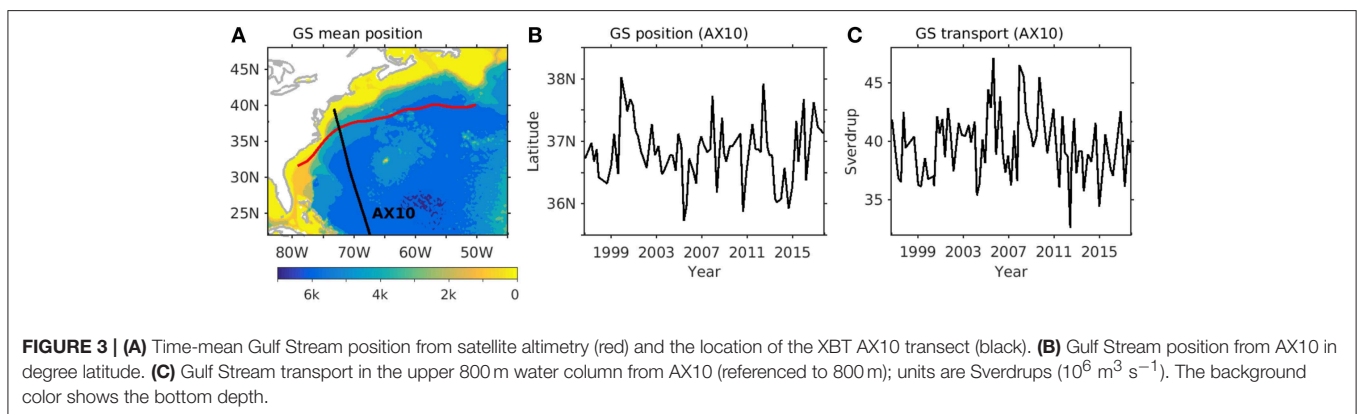 A GS mean position
45N
40N
35N
30N
25N
AX10
80W 70W 60W 50W
6k 4k 2k 0
B GS position (AX10)
38N
37N
36N
Latitude
1999 2003 2007 2011 2015
Year
C GS transport (AX10)
45
40
35
Sverdrup
1999 2003 2007 2011 2015
Year
FIGURE 3 | (A) Time-mean Gulf Stream position from satellite altimetry (red) and the location of the XBT AX10 transect (black). (B) Gulf Stream position from AX10 in
degree latitude. (C) Gulf Stream transport in the upper 800 m water column from AX10 (referenced to 800 m); units are Sverdrups (10⁶ m³ s⁻¹). The background
color shows the bottom depth.